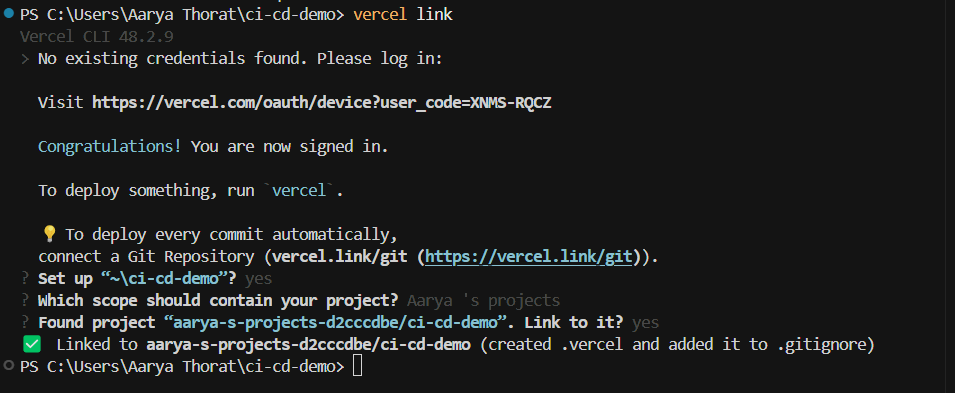 PS C:\Users\Aarya Thorat\ci-cd-demo> vercel link
Vercel CLI 48.2.9
> No existing credentials found. Please log in:
Visit https://vercel.com/oauth/device?user_code=XNMS-RQCZ
Congratulations! You are now signed in.
To deploy something, run `vercel`.
💡 To deploy every commit automatically,
connect a Git Repository (vercel.link/git (https://vercel.link/git)).
? Set up “~\ci-cd-demo”? yes
? Which scope should contain your project? Aarya 's projects
? Found project “aarya-s-projects-d2cccdbe/ci-cd-demo”. Link to it? yes
✅ Linked to aarya-s-projects-d2cccdbe/ci-cd-demo (created .vercel and added it to .gitignore)
PS C:\Users\Aarya Thorat\ci-cd-demo>